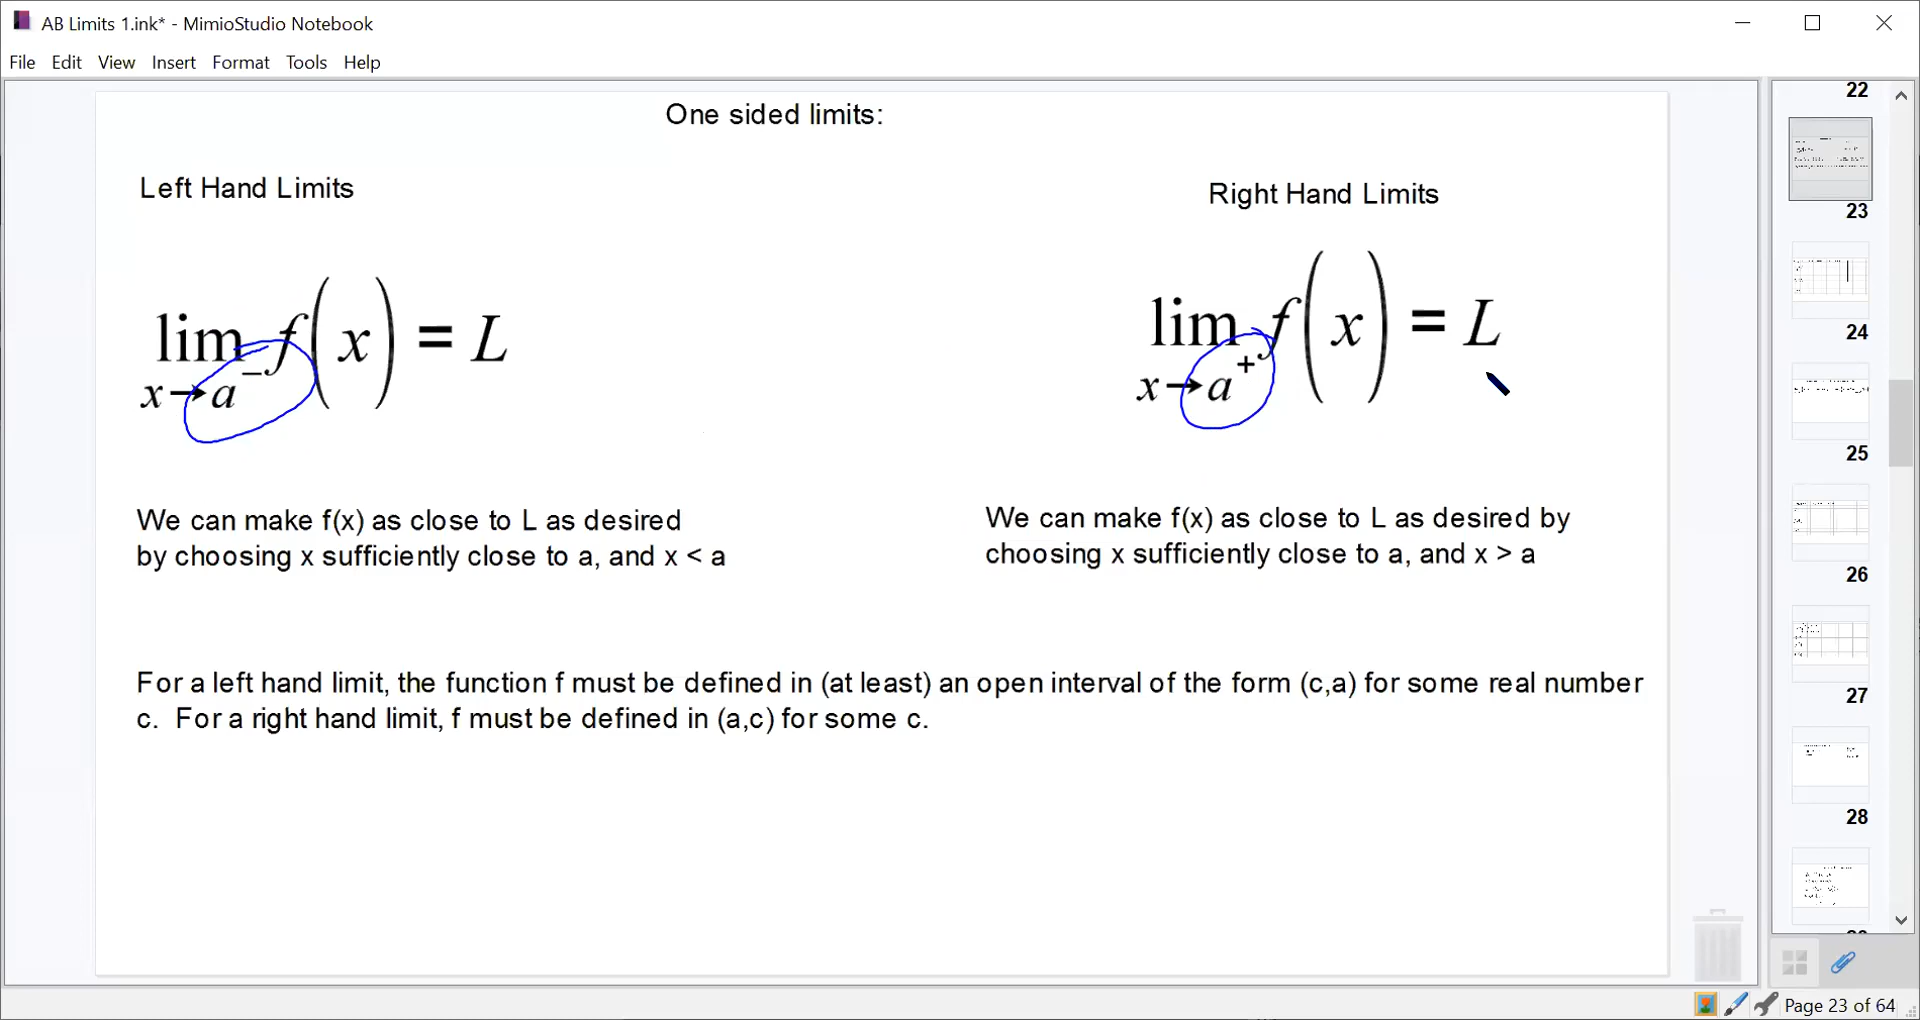 AB Limits 1.ink* - MimioStudio Notebook
File Edit View Insert Format Tools Help
One sided limits:
Left Hand Limits
Right Hand Limits
lim f(x) = L
x→a⁻
lim f(x) = L
x→a⁺
We can make f(x) as close to L as desired
by choosing x sufficiently close to a, and x < a
We can make f(x) as close to L as desired by
choosing x sufficiently close to a, and x > a
For a left hand limit, the function f must be defined in (at least) an open interval of the form (c,a) for some real number
c. For a right hand limit, f must be defined in (a,c) for some c.
22
23
24
25
26
27
28
Page 23 of 64